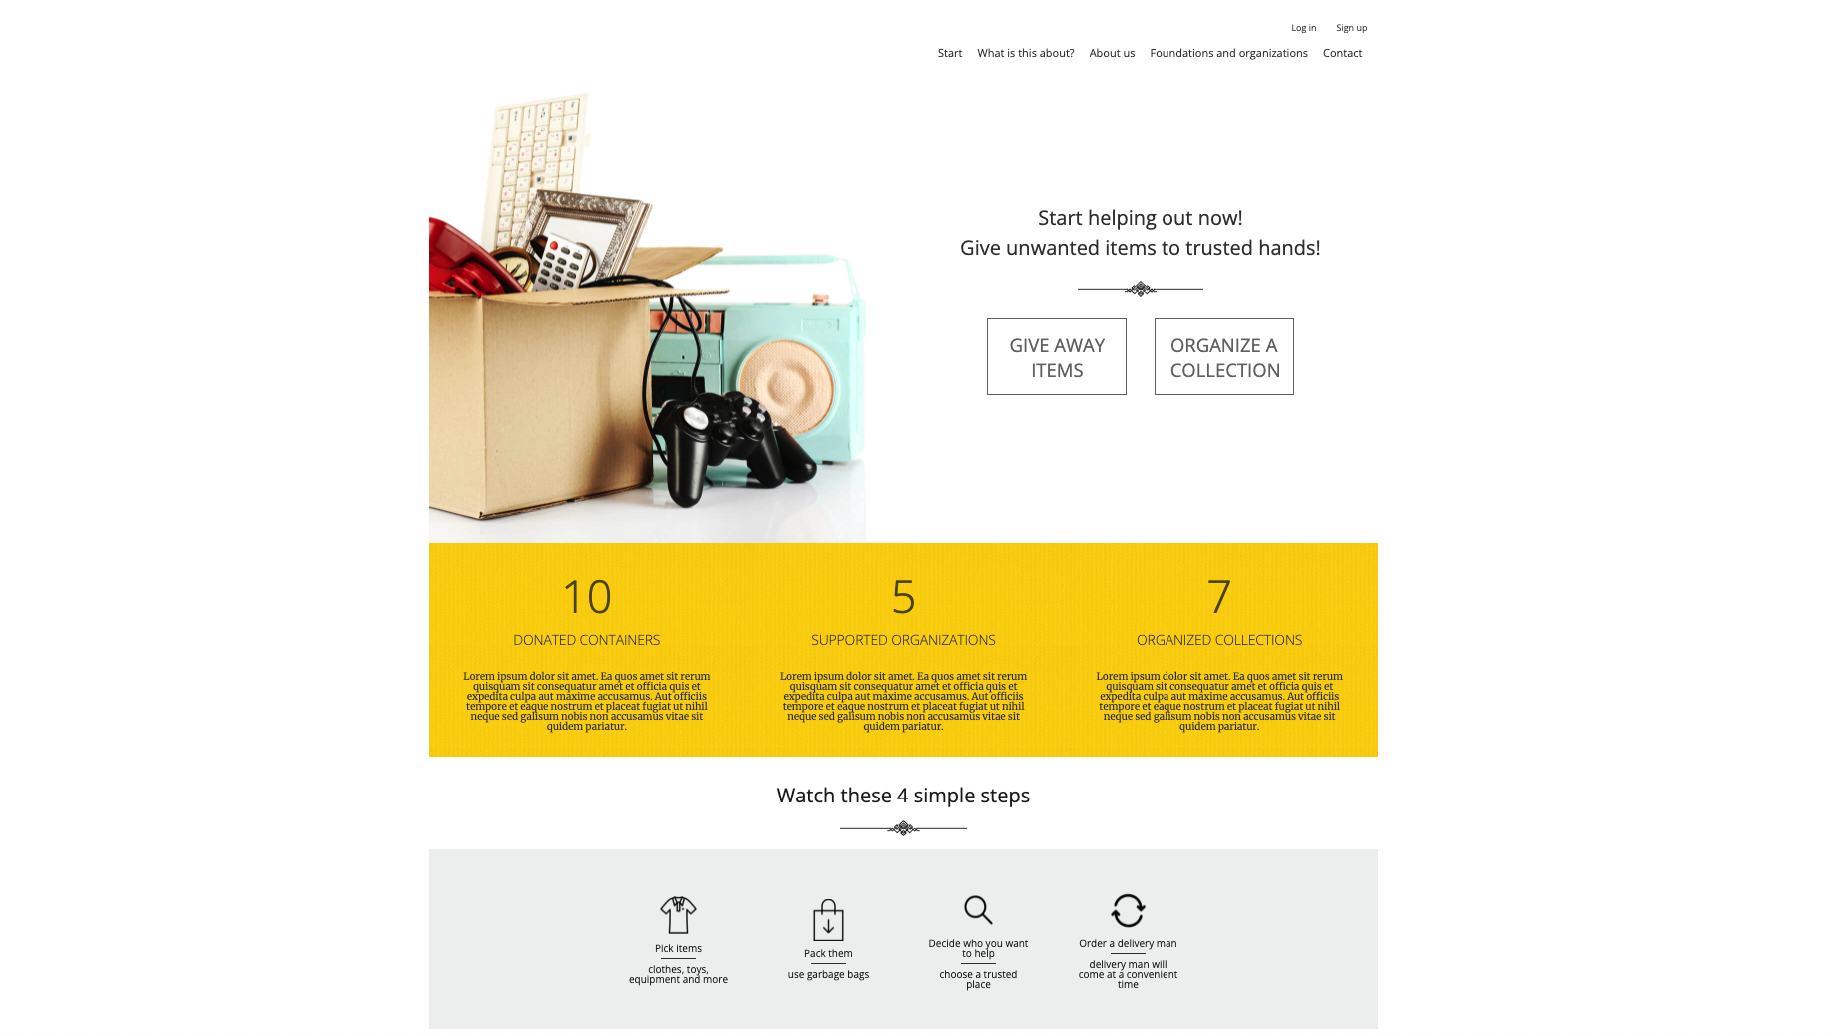 Log in Sign up
Start What is this about? About us Foundations and organizations Contact
Start helping out now!
Give unwanted items to trusted hands!
GIVE AWAY
ITEMS
ORGANIZE A
COLLECTION
10
DONATED CONTAINERS
Lorem ipsum dolor sit amet. Ea quos amet sit rerum
quisquam sit consequatur amet et officia quis et
expedita culpa aut maxime accusamus. Aut officiis
tempore et eaque nostrum et placeat fugiat ut nihil
neque sed galisum nobis non accusamus vitae sit
quidem pariatur.
5
SUPPORTED ORGANIZATIONS
Lorem ipsum dolor sit amet. Ea quos amet sit rerum
quisquam sit consequatur amet et officia quis et
expedita culpa aut maxime accusamus. Aut officiis
tempore et eaque nostrum et placeat fugiat ut nihil
neque sed galisum nobis non accusamus vitae sit
quidem pariatur.
7
ORGANIZED COLLECTIONS
Lorem ipsum dolor sit amet. Ea quos amet sit rerum
quisquam sit consequatur amet et officia quis et
expedita culpa aut maxime accusamus. Aut officiis
tempore et eaque nostrum et placeat fugiat ut nihil
neque sed galisum nobis non accusamus vitae sit
quidem pariatur.
Watch these 4 simple steps
Pick items
clothes, toys,
equipment and more
Pack them
use garbage bags
Decide who you want
to help
choose a trusted
place
Order a delivery man
delivery man will
come at a convenient
time